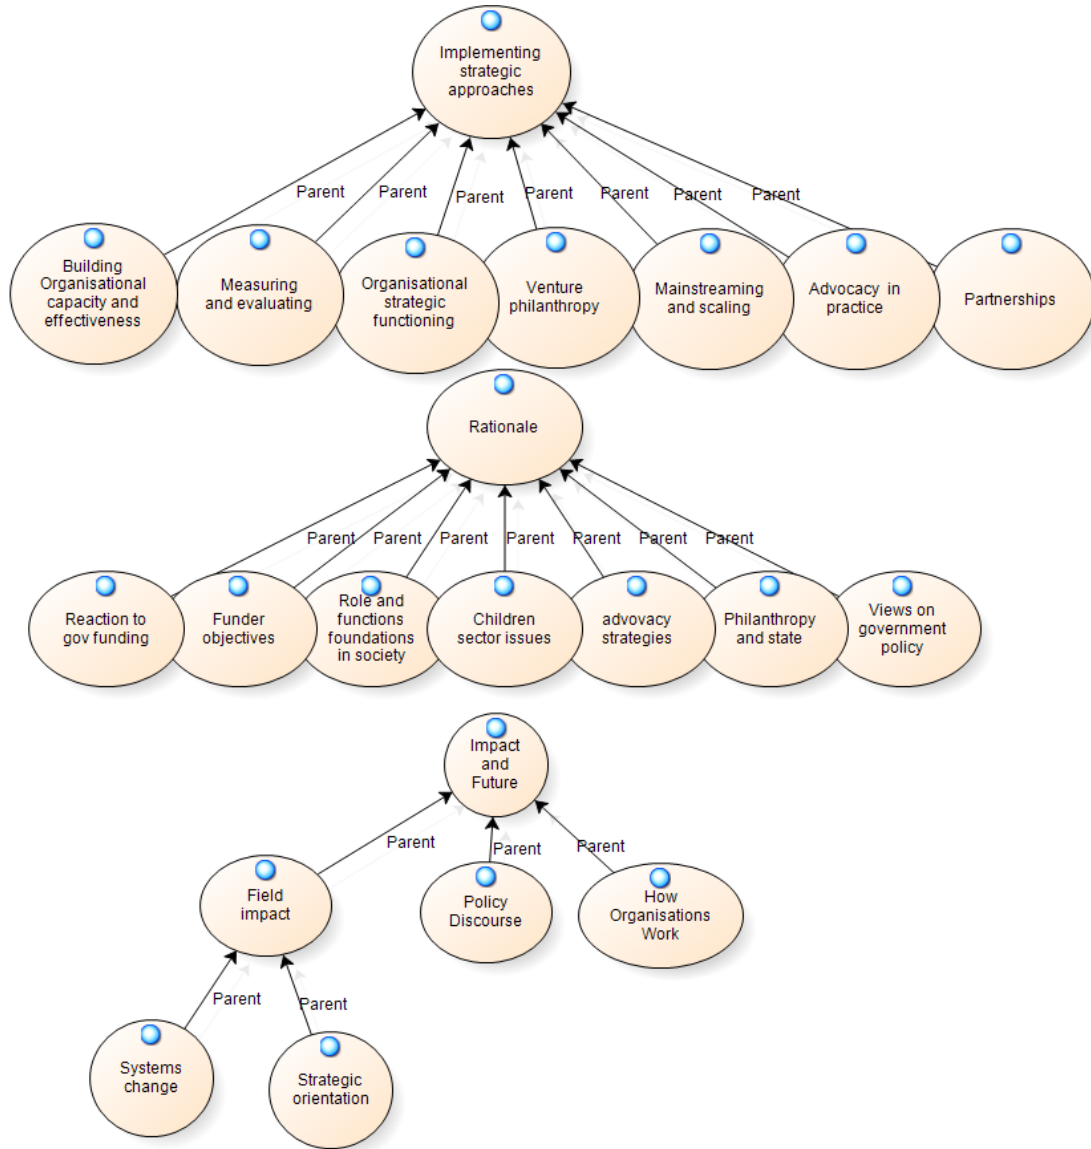 Implementing
strategic
approaches
Parent
Parent
Parent
Parent
Parent
Parent
Parent
Building
Organisational
capacity and
effectiveness
Measuring
and evaluating
Organisational
strategic
functioning
Venture
philanthropy
Mainstreaming
and scaling
Advocacy in
practice
Partnerships
Rationale
Parent
Parent
Parent
Parent
Parent
Parent
Parent
Reaction to
gov funding
Funder
objectives
Role and
functions
foundations
in society
Children
sector issues
advocacy
strategies
Philanthropy
and state
Views on
government
policy
Impact
and
Future
Parent
Parent
Parent
Field
impact
Policy
Discourse
How
Organisations
Work
Parent
Parent
Systems
change
Strategic
orientation